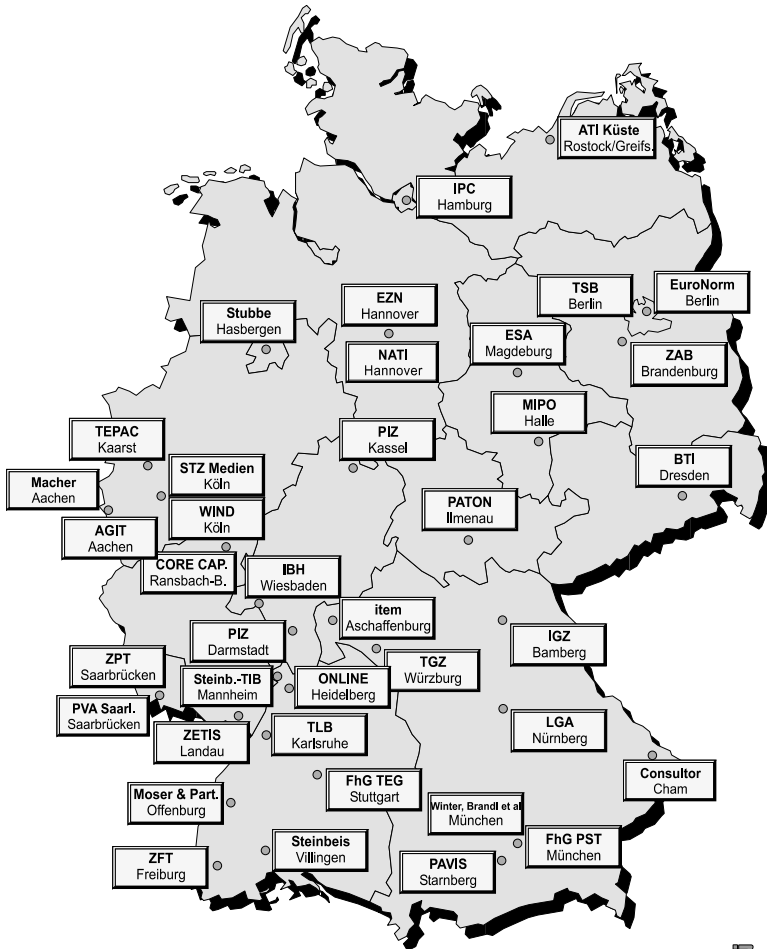 ATI Küste
Rostock/Greifs.
IPC
Hamburg
TSB
Berlin
EuroNorm
Berlin
EZN
Hannover
Stubbe
Hasbergen
ESA
Magdeburg
NATI
Hannover
ZAB
Brandenburg
MIPO
Halle
TEPAC
Kaarst
PIZ
Kassel
BTI
Dresden
STZ Medien
Köln
Macher
Aachen
WIND
Köln
PATON
Ilmenau
AGIT
Aachen
CORE CAP.
Ransbach-B.
IBH
Wiesbaden
item
Aschaffenburg
PIZ
Darmstadt
IGZ
Bamberg
ZPT
Saarbrücken
TGZ
Würzburg
Steinb.-TIB
Mannheim
ONLINE
Heidelberg
PVA Saarl.
Saarbrücken
ZETIS
Landau
TLB
Karlsruhe
LGA
Nürnberg
Consultor
Cham
FhG TEG
Stuttgart
Moser & Part.
Offenburg
Winter, Brandl et al
München
Steinbeis
Villingen
FhG PST
München
ZFT
Freiburg
PAVIS
Starnberg